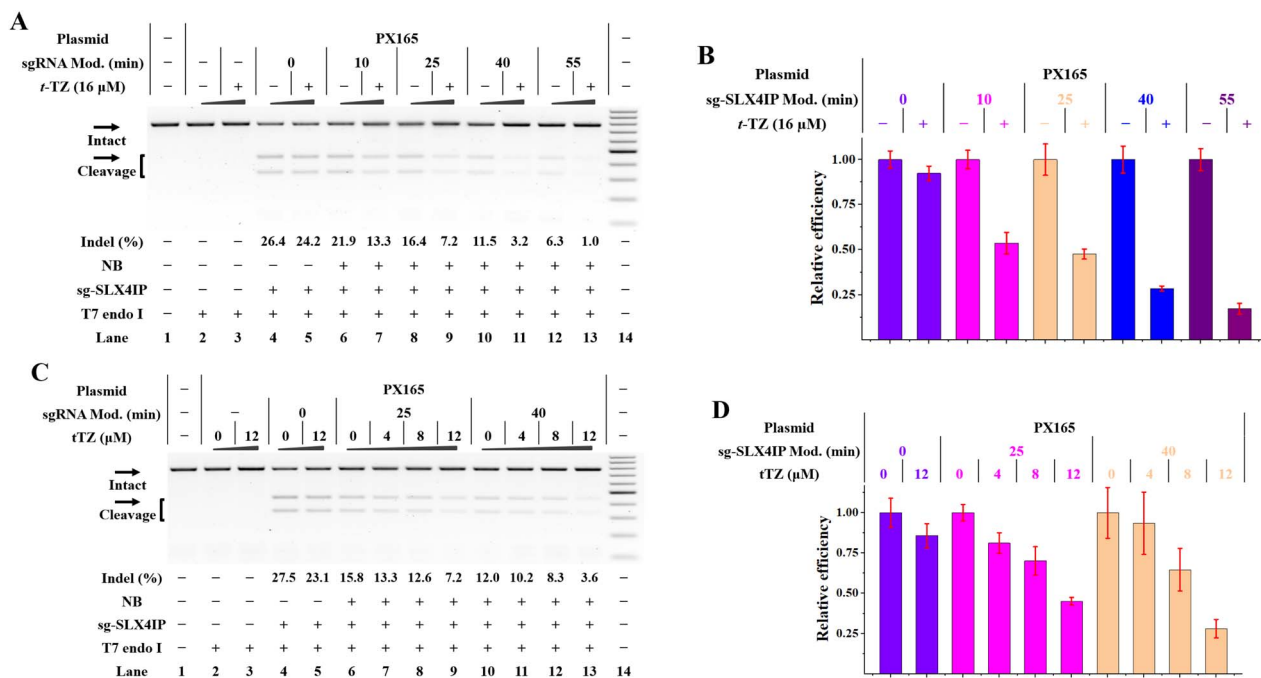 A
Plasmid – – PX165 –
sgRNA Mod. (min) – – 0 10 25 40 55 –
t-TZ (16 µM) – – + – + – + – + – + – + –
Intact
Cleavage
Indel (%) – – – 26.4 24.2 21.9 13.3 16.4 7.2 11.5 3.2 6.3 1.0 –
NB – – – – – + + + + + + + + –
sg-SLX4IP – – – + + + + + + + + + + –
T7 endo I – + + + + + + + + + + + + –
Lane 1 2 3 4 5 6 7 8 9 10 11 12 13 14
B
Plasmid PX165
sg-SLX4IP Mod. (min) 0 10 25 40 55
t-TZ (16 µM) – + – + – + – + – +
Relative efficiency
1.00
0.75
0.50
0.25
C
Plasmid – PX165 –
sgRNA Mod. (min) – – 0 25 40 –
tTZ (µM) – 0 12 0 12 0 4 8 12 0 4 8 12 –
Intact
Cleavage
Indel (%) – – – 27.5 23.1 15.8 13.3 12.6 7.2 12.0 10.2 8.3 3.6 –
NB – – – – – + + + + + + + + –
sg-SLX4IP – – – + + + + + + + + + + –
T7 endo I – + + + + + + + + + + + + –
Lane 1 2 3 4 5 6 7 8 9 10 11 12 13 14
D
Plasmid PX165
sg-SLX4IP Mod. (min) 0 25 40
tTZ (µM) 0 12 0 4 8 12 0 4 8 12
Relative efficiency
1.00
0.75
0.50
0.25